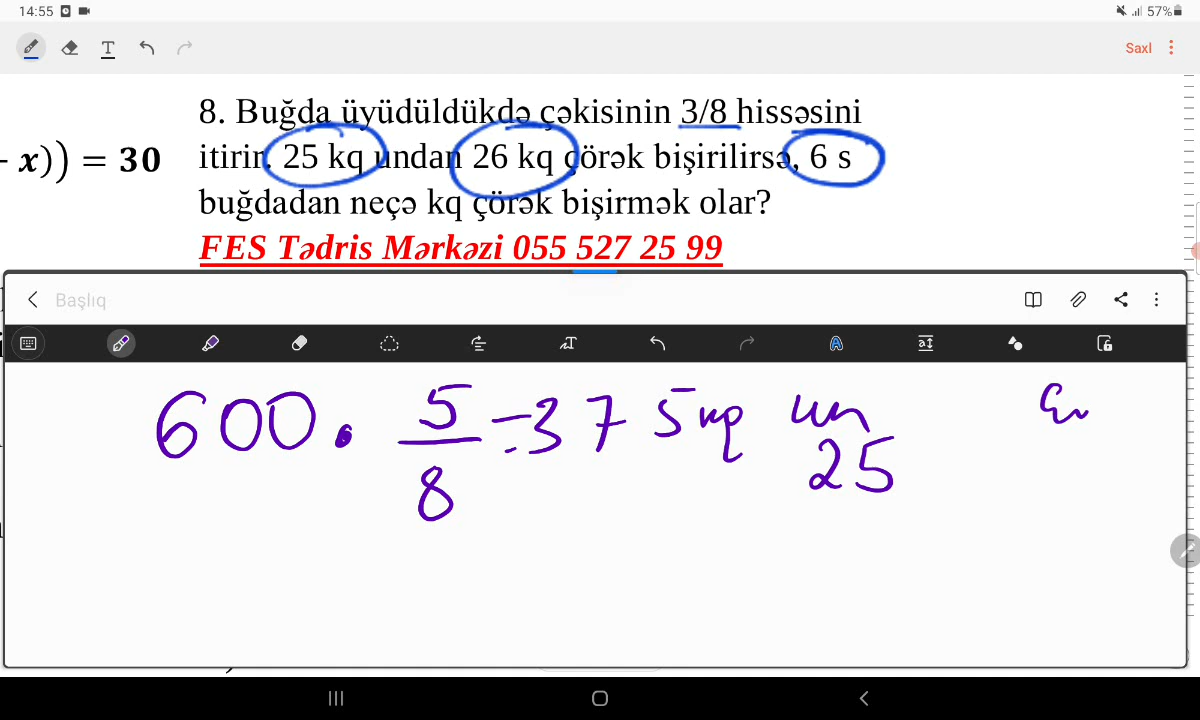 14:55 57%
Saxl
8. Buğda üyüdüldükdə çəkisinin 3/8 hissəsini
− x)) = 30 itirir. 25 kq undan 26 kq çörək bişirilirsə, 6 s
buğdadan neçə kq çörək bişirmək olar?
FES Tədris Mərkəzi 055 527 25 99
Başlıq
600 · 5/8 = 375 kq un
25